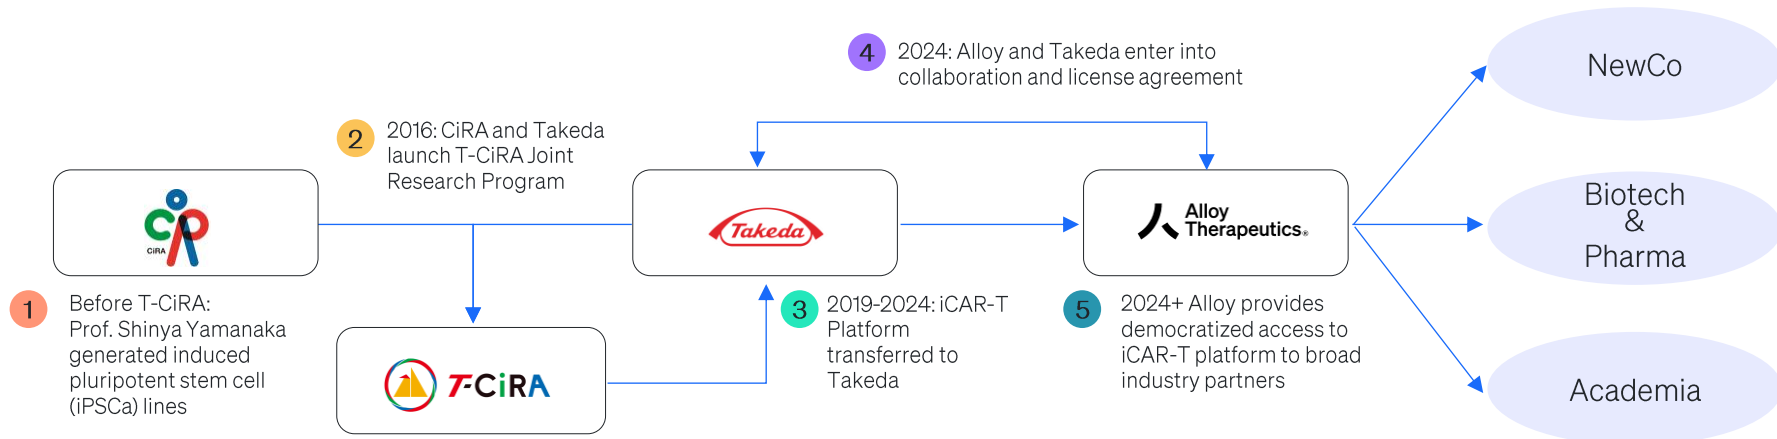 1
Before T-CiRA:
Prof. Shinya Yamanaka
generated induced
pluripotent stem cell
(iPSCa) lines
CiRA
2
2016: CiRA and Takeda
launch T-CiRA Joint
Research Program
T-CiRA
Takeda
3
2019-2024: iCAR-T
Platform
transferred to
Takeda
4
2024: Alloy and Takeda enter into
collaboration and license agreement
Alloy
Therapeutics®
5
2024+ Alloy provides
democratized access to
iCAR-T platform to broad
industry partners
NewCo
Biotech
&
Pharma
Academia